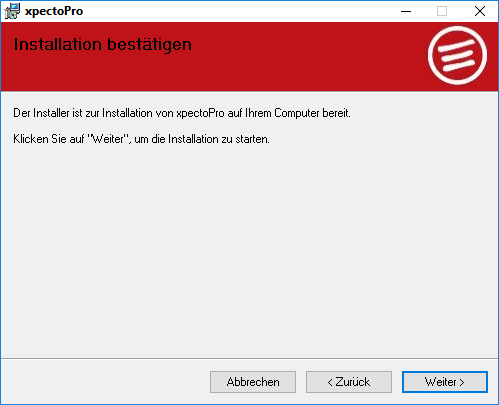 xpectoPro
Installation bestätigen
Der Installer ist zur Installation von xpectoPro auf Ihrem Computer bereit.
Klicken Sie auf "Weiter", um die Installation zu starten.
Abbrechen
< Zurück
Weiter >